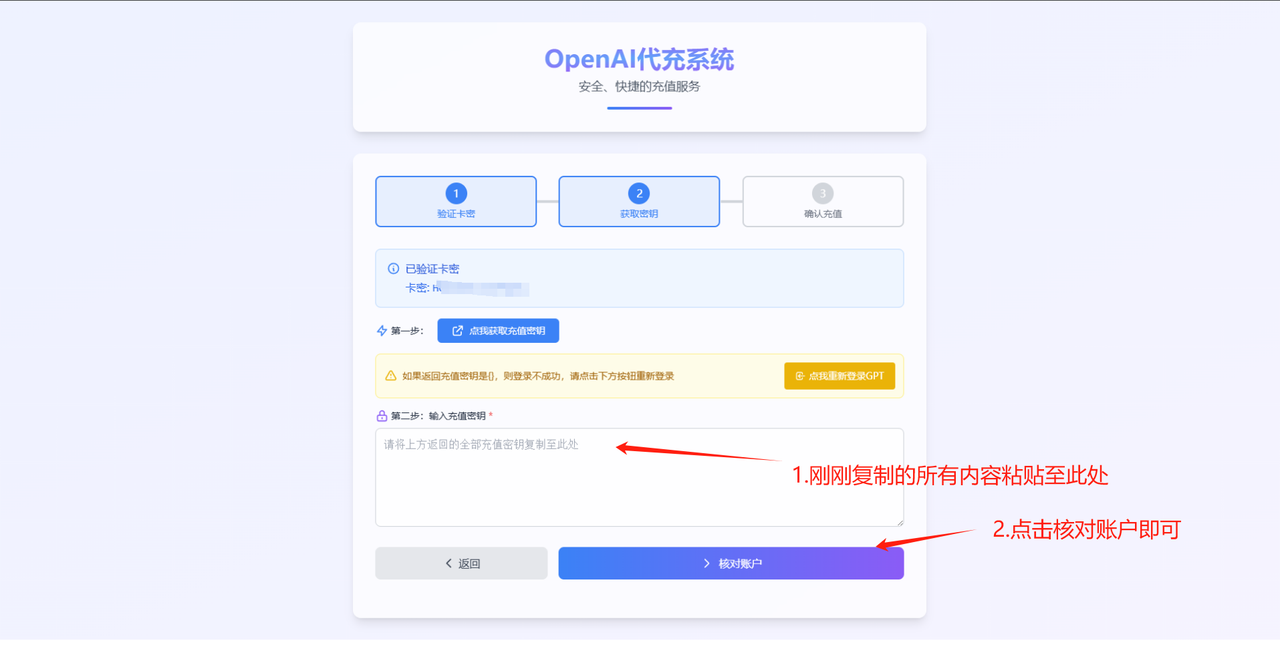 OpenAI代充系统
安全、快捷的充值服务
1
验证卡密
2
获取密钥
3
确认充值
已验证卡密
卡密:
第一步:
点我获取充值密钥
如果返回充值密钥是{}，则登录不成功，请点击下方按钮重新登录
点我重新登录GPT
第二步：输入充值密钥 *
请将上方返回的全部充值密钥复制至此处
1.刚刚复制的所有内容粘贴至此处
2.点击核对账户即可
返回
核对账户